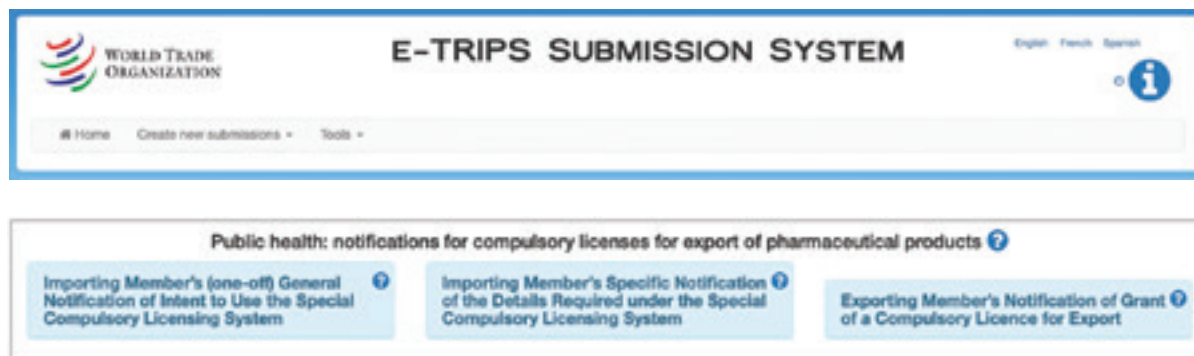 WORLD TRADE
ORGANIZATION
E-TRIPS SUBMISSION SYSTEM
English French Spanish
Home Create new submissions Tools
Public health: notifications for compulsory licenses for export of pharmaceutical products ?
Importing Member's (one-off) General ?
Notification of Intent to Use the Special
Compulsory Licensing System
Importing Member's Specific Notification ?
of the Details Required under the Special
Compulsory Licensing System
Exporting Member's Notification of Grant ?
of a Compulsory Licence for Export